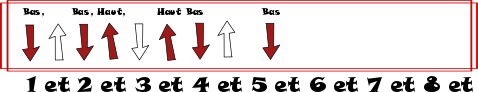 Bas, Bas, Haut, Haut Bas Bas
1 et 2 et 3 et 4 et 5 et 6 et 7 et 8 et